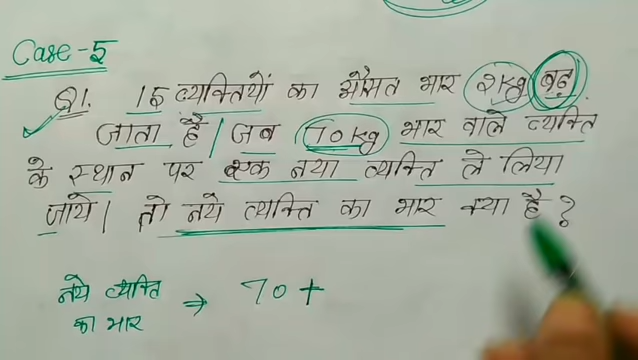 Case-5
Q1. 15 व्यक्तियों का औसत भार 2kg बढ़
जाता है | जब 70kg भार वाले व्यक्ति
के स्थान पर एक नया व्यक्ति ले लिया
जाये | तो नये व्यक्ति का भार क्या है ?
नये व्यक्ति ⇒ 70 +
का भार